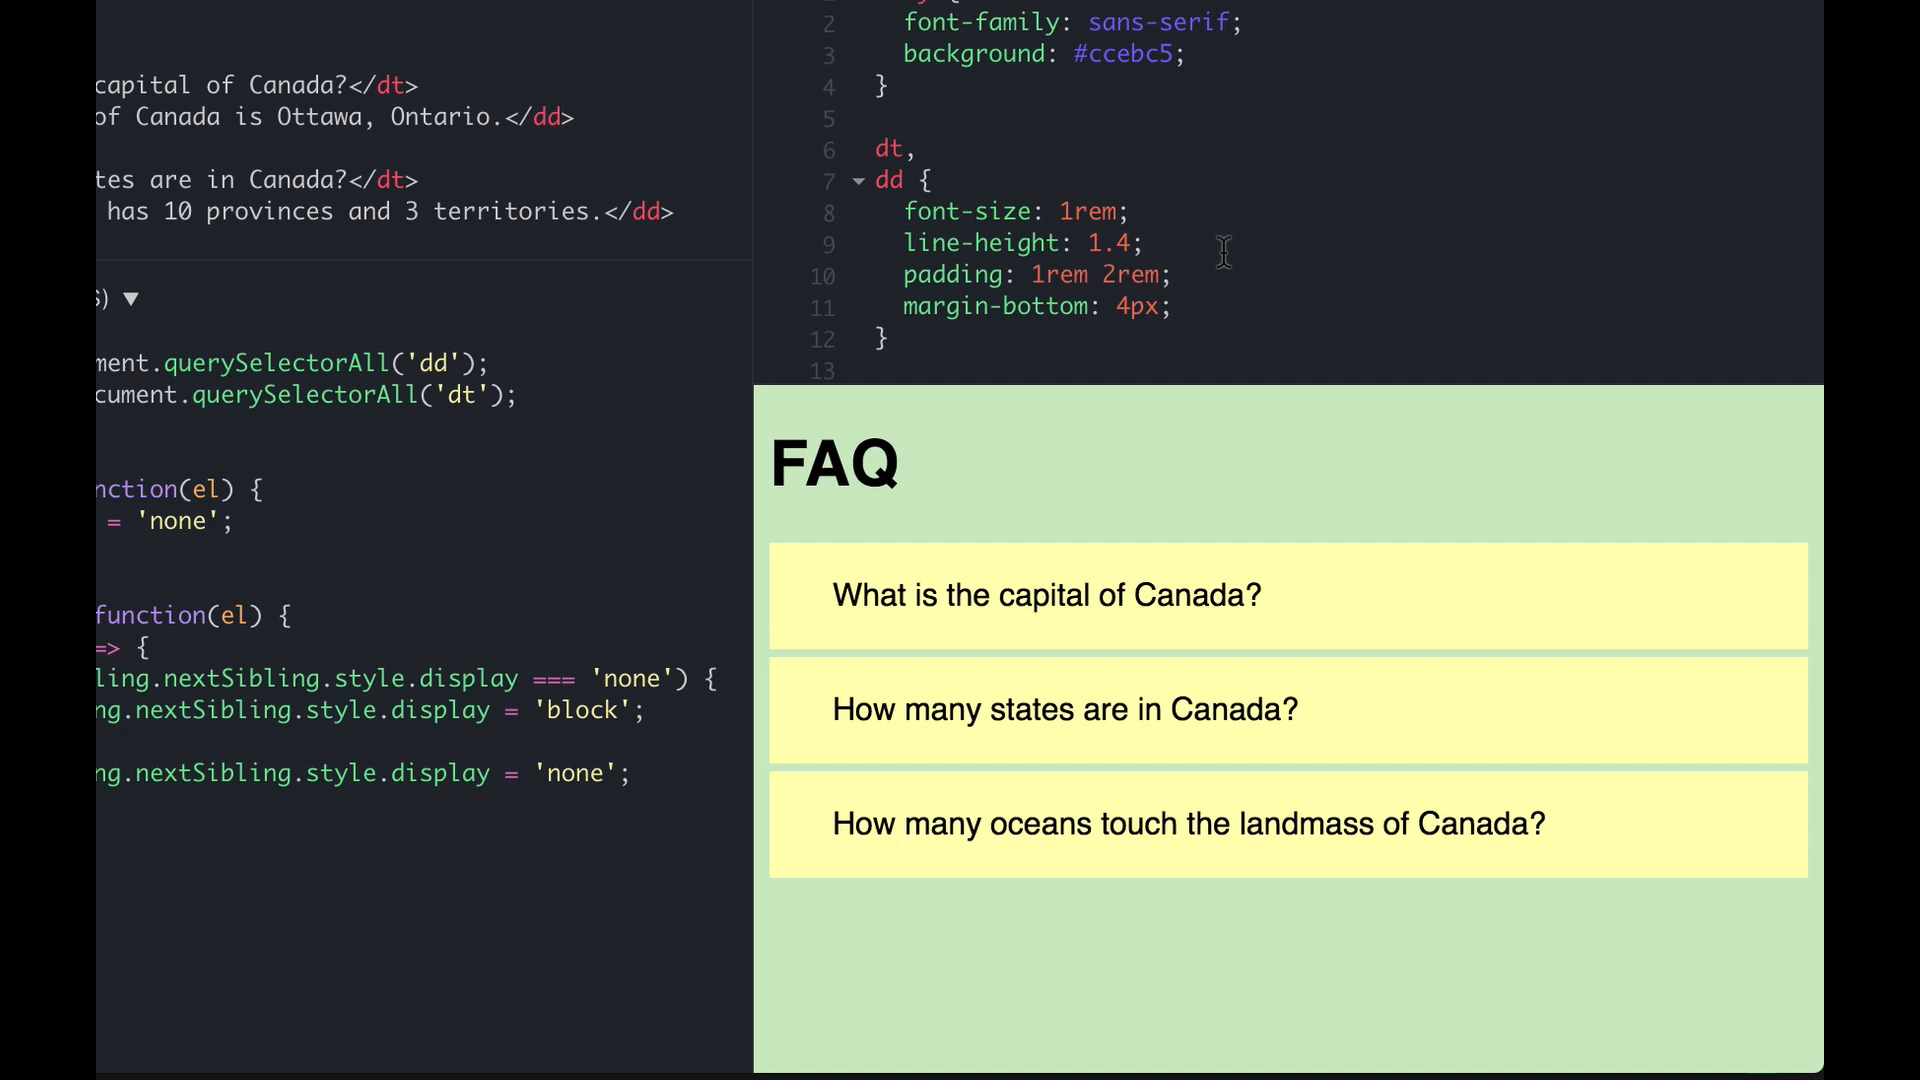 capital of Canada?</dt>
of Canada is Ottawa, Ontario.</dd>
tes are in Canada?</dt>
has 10 provinces and 3 territories.</dd>
S) ▼
ment.querySelectorAll('dd');
cument.querySelectorAll('dt');
nction(el) {
= 'none';
function(el) {
=> {
ling.nextSibling.style.display === 'none') {
ng.nextSibling.style.display = 'block';
ng.nextSibling.style.display = 'none';
2 font-family: sans-serif;
3 background: #ccebc5;
4 }
5
6 dt,
7 dd {
8 font-size: 1rem;
9 line-height: 1.4;
10 padding: 1rem 2rem;
11 margin-bottom: 4px;
12 }
13
FAQ
What is the capital of Canada?
How many states are in Canada?
How many oceans touch the landmass of Canada?